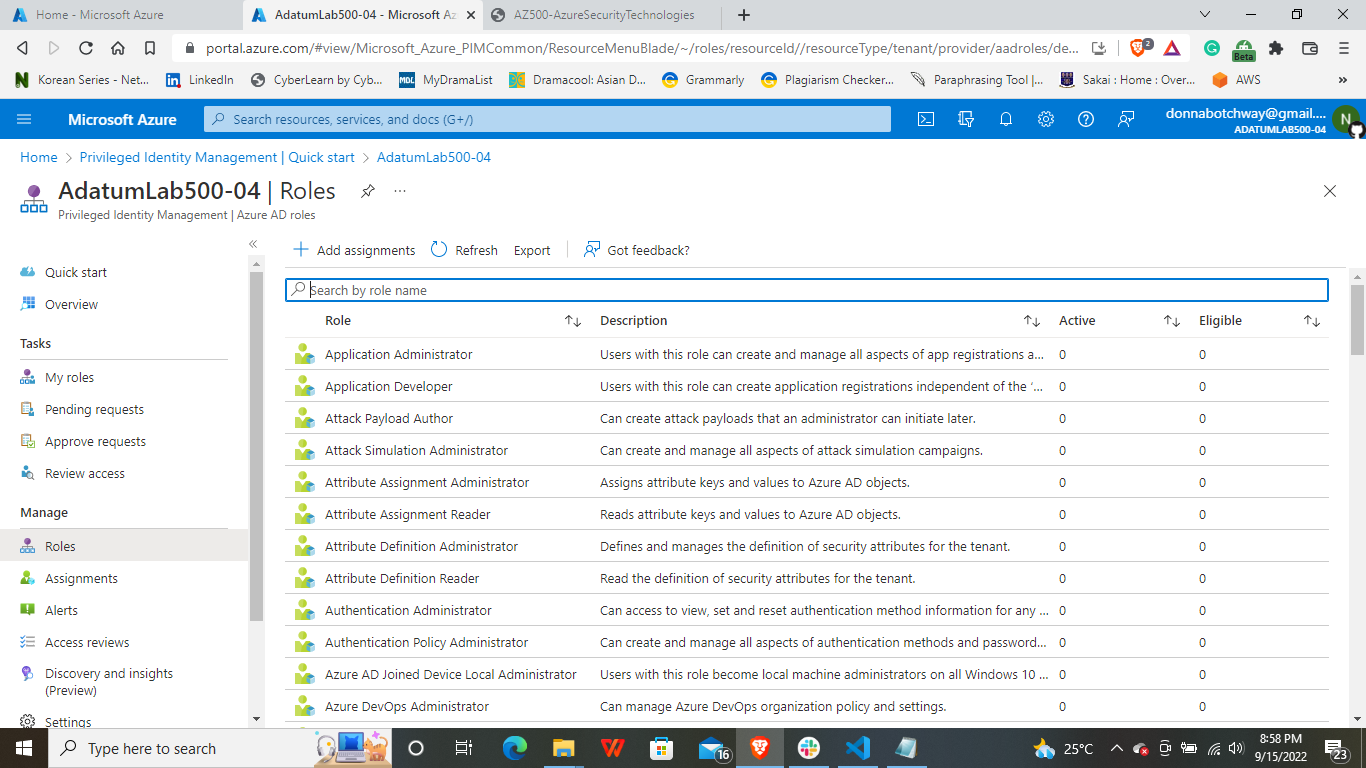 Home - Microsoft Azure
AdatumLab500-04 - Microsoft Az
AZ500-AzureSecurityTechnologies
portal.azure.com/#view/Microsoft_Azure_PIMCommon/ResourceMenuBlade/~/roles/resourceId//resourceType/tenant/provider/aadroles/de...
2
Beta
Korean Series - Net...
LinkedIn
CyberLearn by Cyb...
MDL
MyDramaList
Dramacool: Asian D...
Grammarly
Plagiarism Checker...
Paraphrasing Tool |...
Sakai : Home : Over...
AWS
Microsoft Azure
Search resources, services, and docs (G+/)
donnabotchway@gmail....
ADATUMLAB500-04
N
Home > Privileged Identity Management | Quick start > AdatumLab500-04
AdatumLab500-04 | Roles
Privileged Identity Management | Azure AD roles
Quick start
Overview
Tasks
My roles
Pending requests
Approve requests
Review access
Manage
Roles
Assignments
Alerts
Access reviews
Discovery and insights
(Preview)
Settings
Add assignments
Refresh
Export
Got feedback?
Search by role name
Role Description Active Eligible
Application Administrator Users with this role can create and manage all aspects of app registrations a... 0 0
Application Developer Users with this role can create application registrations independent of the '... 0 0
Attack Payload Author Can create attack payloads that an administrator can initiate later. 0 0
Attack Simulation Administrator Can create and manage all aspects of attack simulation campaigns. 0 0
Attribute Assignment Administrator Assigns attribute keys and values to Azure AD objects. 0 0
Attribute Assignment Reader Reads attribute keys and values to Azure AD objects. 0 0
Attribute Definition Administrator Defines and manages the definition of security attributes for the tenant. 0 0
Attribute Definition Reader Read the definition of security attributes for the tenant. 0 0
Authentication Administrator Can access to view, set and reset authentication method information for any ... 0 0
Authentication Policy Administrator Can create and manage all aspects of authentication methods and password... 0 0
Azure AD Joined Device Local Administrator Users with this role become local machine administrators on all Windows 10 ... 0 0
Azure DevOps Administrator Can manage Azure DevOps organization policy and settings. 0 0
Type here to search
16
25°C
8:58 PM
9/15/2022
23